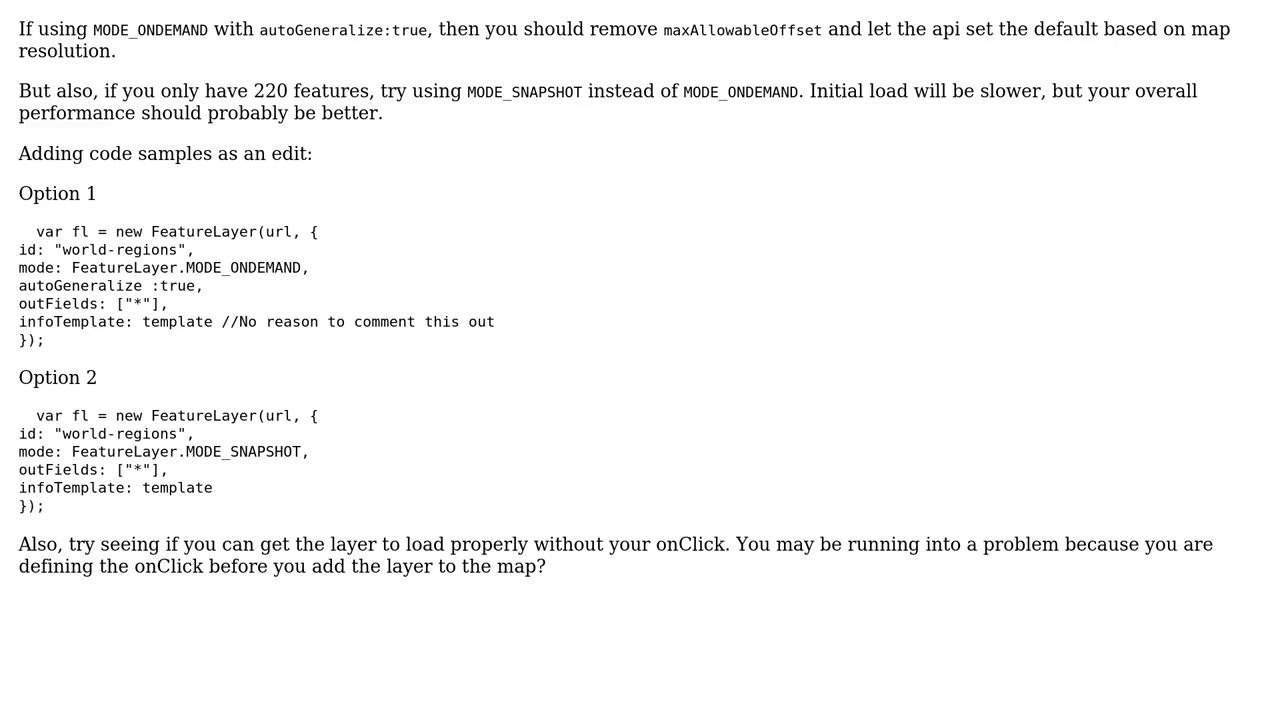 If using MODE_ONDEMAND with autoGeneralize:true, then you should remove maxAllowableOffset and let the api set the default based on map
resolution.
But also, if you only have 220 features, try using MODE_SNAPSHOT instead of MODE_ONDEMAND. Initial load will be slower, but your overall
performance should probably be better.
Adding code samples as an edit:
Option 1
  var fl = new FeatureLayer(url, {
id: "world-regions",
mode: FeatureLayer.MODE_ONDEMAND,
autoGeneralize :true,
outFields: ["*"],
infoTemplate: template //No reason to comment this out
});
Option 2
  var fl = new FeatureLayer(url, {
id: "world-regions",
mode: FeatureLayer.MODE_SNAPSHOT,
outFields: ["*"],
infoTemplate: template
});
Also, try seeing if you can get the layer to load properly without your onClick. You may be running into a problem because you are
defining the onClick before you add the layer to the map?